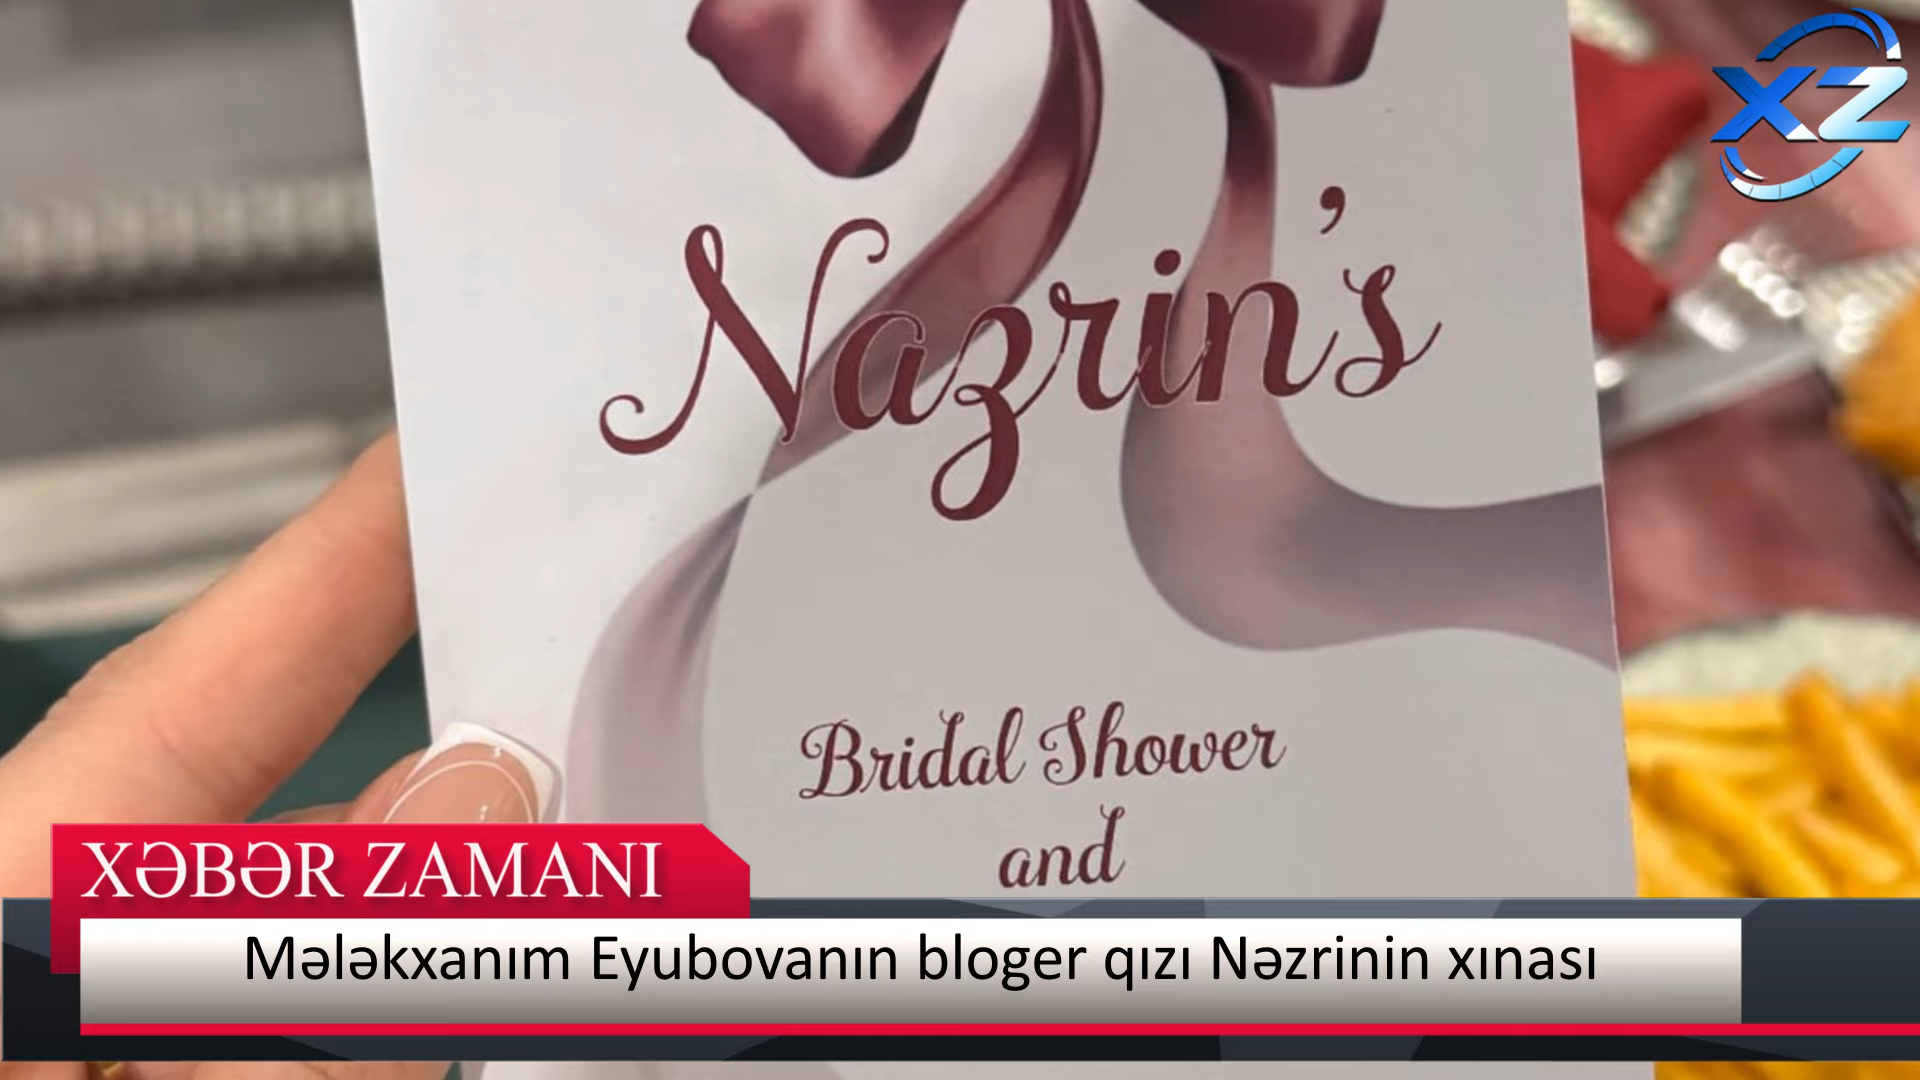 XZ
Nazrin's
Bridal Shower
and
XƏBƏR ZAMANI
Mələkxanım Eyubovanın bloger qızı Nəzrinin xınası